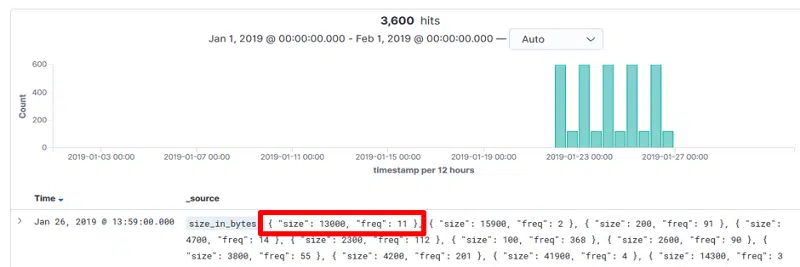 3,600 hits
Jan 1, 2019 @ 00:00:00.000 - Feb 1, 2019 @ 00:00:00.000 — Auto
600
400
200
0
Count
2019-01-03 00:00 2019-01-07 00:00 2019-01-11 00:00 2019-01-15 00:00 2019-01-19 00:00 2019-01-23 00:00 2019-01-27 00:00
timestamp per 12 hours
Time _source
Jan 26, 2019 @ 13:59:00.000 size_in_bytes { "size": 13000, "freq": 11 }, { "size": 15900, "freq": 2 }, { "size": 200, "freq": 91 }, { "size":
4700, "freq": 14 }, { "size": 2300, "freq": 112 }, { "size": 100, "freq": 368 }, { "size": 2600, "freq": 90 }, {
"size": 3800, "freq": 55 }, { "size": 4200, "freq": 201 }, { "size": 41900, "freq": 4 }, { "size": 14300, "freq": 3